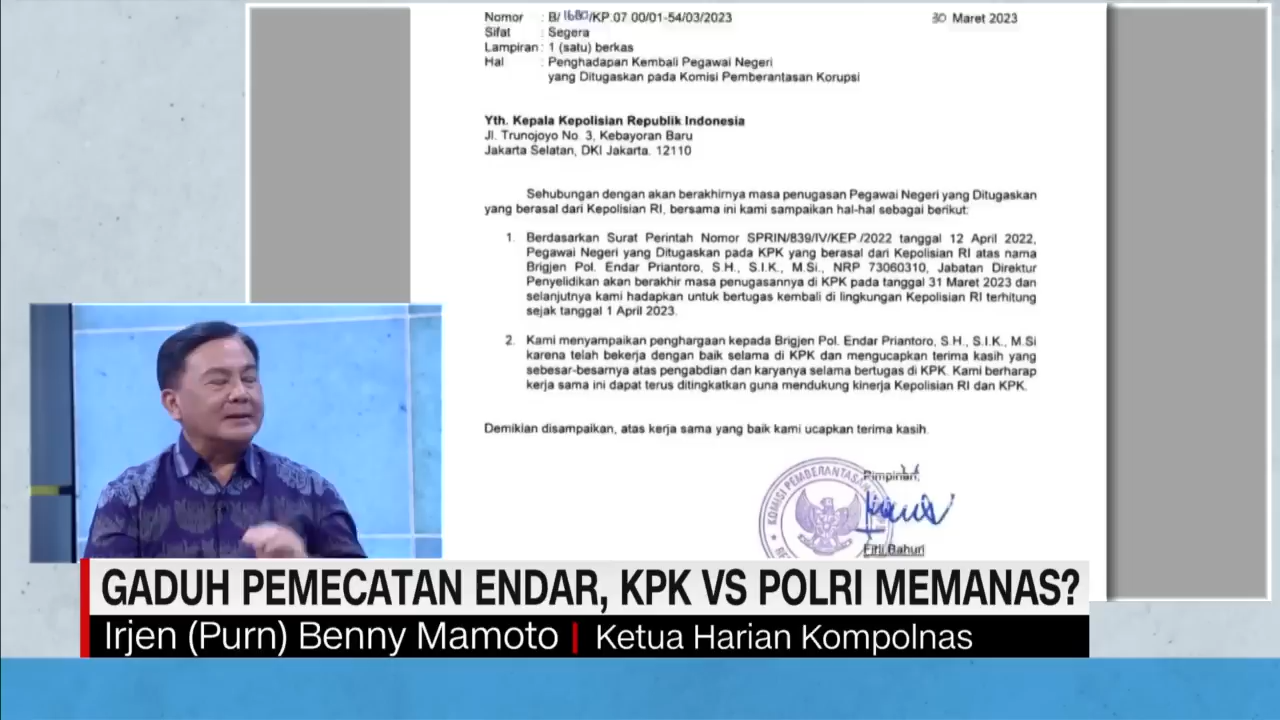 Nomor : B/ /KP.07.00/01-54/03/2023 30 Maret 2023
Sifat : Segera
Lampiran : 1 (satu) berkas
Hal : Penghadapan Kembali Pegawai Negeri
yang Ditugaskan pada Komisi Pemberantasan Korupsi
Yth. Kepala Kepolisian Republik Indonesia
Jl. Trunojoyo No. 3, Kebayoran Baru
Jakarta Selatan, DKI Jakarta. 12110
Sehubungan dengan akan berakhirnya masa penugasan Pegawai Negeri yang Ditugaskan
yang berasal dari Kepolisian RI, bersama ini kami sampaikan hal-hal sebagai berikut:
1. Berdasarkan Surat Perintah Nomor SPRIN/839/IV/KEP./2022 tanggal 12 April 2022,
Pegawai Negeri yang Ditugaskan pada KPK yang berasal dari Kepolisian RI atas nama
Brigjen Pol. Endar Priantoro, S.H., S.I.K., M.Si., NRP 73060310, Jabatan Direktur
Penyelidikan akan berakhir masa penugasannya di KPK pada tanggal 31 Maret 2023 dan
selanjutnya kami hadapkan untuk bertugas kembali di lingkungan Kepolisian RI terhitung
sejak tanggal 1 April 2023.
2. Kami menyampaikan penghargaan kepada Brigjen Pol. Endar Priantoro, S.H., S.I.K., M.Si
karena telah bekerja dengan baik selama di KPK dan mengucapkan terima kasih yang
sebesar-besarnya atas pengabdian dan karyanya selama bertugas di KPK. Kami berharap
kerja sama ini dapat terus ditingkatkan guna mendukung kinerja Kepolisian RI dan KPK.
Demikian disampaikan, atas kerja sama yang baik kami ucapkan terima kasih.
Pimpinan,
KOMISI PEMBERANTASAN
Firli Bahuri
GADUH PEMECATAN ENDAR, KPK VS POLRI MEMANAS?
Irjen (Purn) Benny Mamoto | Ketua Harian Kompolnas